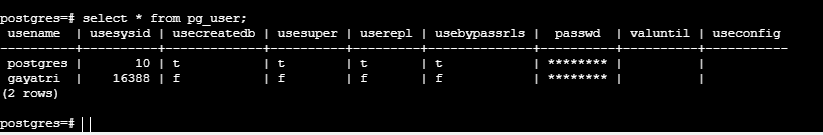 postgres=# select * from pg_user;
 usename  | usesysid | usecreatedb | usesuper | userepl | usebypassrls |  passwd  | valuntil | useconfig
----------+----------+-------------+----------+---------+--------------+----------+----------+-----------
 postgres |       10 | t           | t        | t       | t            | ******** |          |
 gayatri  |    16388 | f           | f        | f       | f            | ******** |          |
(2 rows)
postgres=#